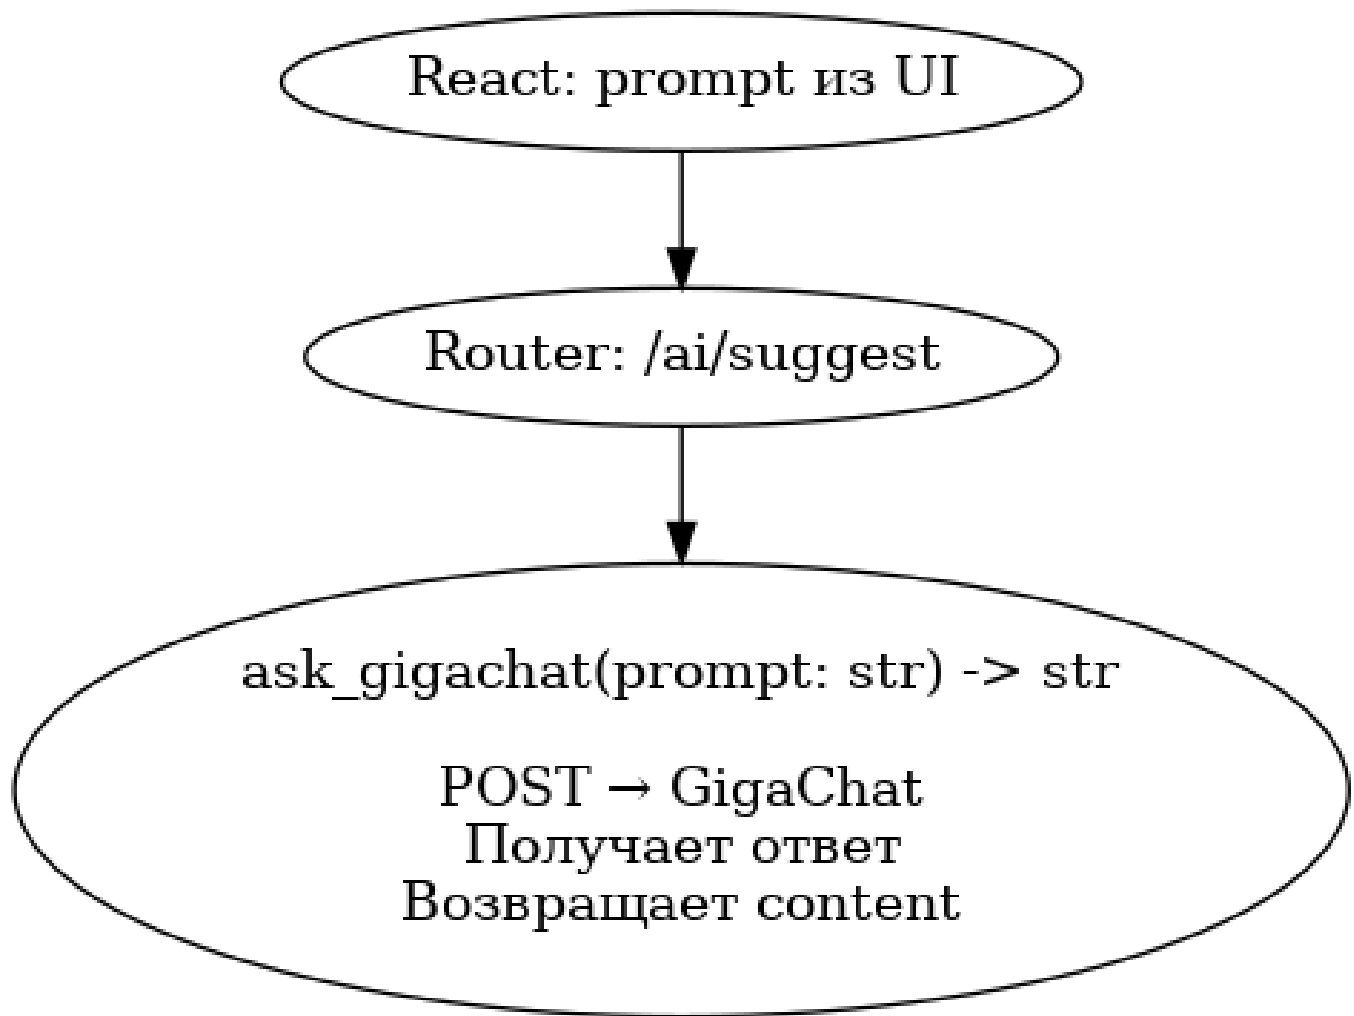 React: prompt из UI
Router: /ai/suggest
ask_gigachat(prompt: str) -> str
POST → GigaChat
Получает ответ
Возвращает content